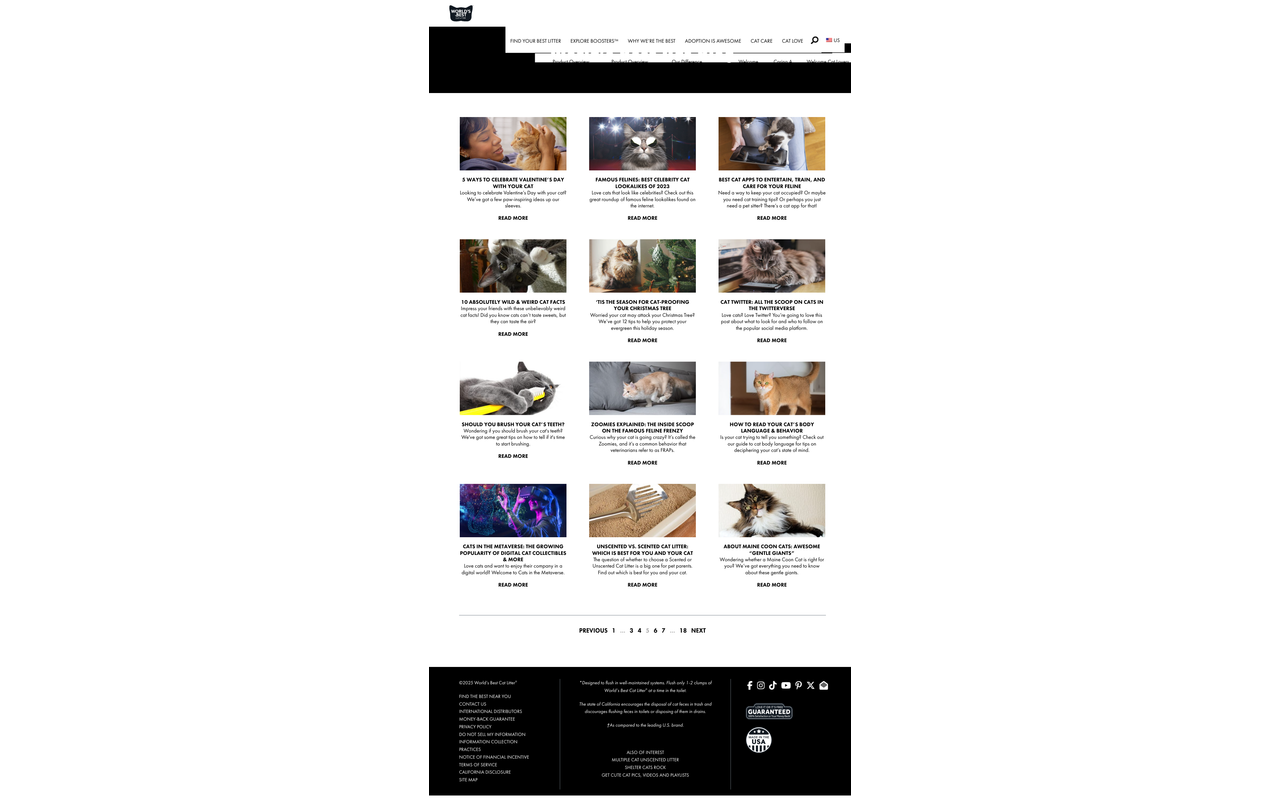 WORLD'S
BEST
FIND YOUR BEST LITTER EXPLORE BOOSTERS™ WHY WE'RE THE BEST ADOPTION IS AWESOME CAT CARE CAT LOVE US
Product Overview Product Overview Our Difference Welcome Caring 4 Welcome Cat Lovers
5 WAYS TO CELEBRATE VALENTINE'S DAY
WITH YOUR CAT
Looking to celebrate Valentine's Day with your cat?
We've got a few paw-inspiring ideas up our
sleeves.
READ MORE
FAMOUS FELINES: BEST CELEBRITY CAT
LOOKALIKES OF 2023
Love cats that look like celebrities? Check out this
great roundup of famous feline lookalikes found on
the internet.
READ MORE
BEST CAT APPS TO ENTERTAIN, TRAIN, AND
CARE FOR YOUR FELINE
Need a way to keep your cat occupied? Or maybe
you need cat training tips? Or perhaps you just
need a pet sitter? There's a cat app for that!
READ MORE
10 ABSOLUTELY WILD & WEIRD CAT FACTS
Impress your friends with these unbelievably weird
cat facts! Did you know cats can't taste sweets, but
they can taste the air?
READ MORE
'TIS THE SEASON FOR CAT-PROOFING
YOUR CHRISTMAS TREE
Worried your cat may attack your Christmas Tree?
We've got 12 tips to help you protect your
evergreen this holiday season.
READ MORE
CAT TWITTER: ALL THE SCOOP ON CATS IN
THE TWITTERVERSE
Love cats? Love Twitter? You're going to love this
post about what to look for and who to follow on
the popular social media platform.
READ MORE
SHOULD YOU BRUSH YOUR CAT'S TEETH?
Wondering if you should brush your cat's teeth?
We've got some great tips on how to tell if it's time
to start brushing.
READ MORE
ZOOMIES EXPLAINED: THE INSIDE SCOOP
ON THE FAMOUS FELINE FRENZY
Curious why your cat is going crazy? It's called the
Zoomies, and it's a common behavior that
veterinarians refer to as FRAPs.
READ MORE
HOW TO READ YOUR CAT'S BODY
LANGUAGE & BEHAVIOR
Is your cat trying to tell you something? Check out
our guide to cat body language for tips on
deciphering your cat's state of mind.
READ MORE
CATS IN THE METAVERSE: THE GROWING
POPULARITY OF DIGITAL CAT COLLECTIBLES
& MORE
Love cats and want to enjoy their company in a
digital world? Welcome to Cats in the Metaverse.
READ MORE
UNSCENTED VS. SCENTED CAT LITTER:
WHICH IS BEST FOR YOU AND YOUR CAT
The question of whether to choose a Scented or
Unscented Cat Litter is a big one for pet parents.
Find out which is best for you and your cat.
READ MORE
ABOUT MAINE COON CATS: AWESOME
"GENTLE GIANTS"
Wondering whether a Maine Coon Cat is right for
you? We've got everything you need to know
about these gentle giants.
READ MORE
PREVIOUS 1 ... 3 4 5 6 7 ... 18 NEXT
©2025 World's Best Cat Litter®
FIND THE BEST NEAR YOU
CONTACT US
INTERNATIONAL DISTRIBUTORS
MONEY-BACK GUARANTEE
PRIVACY POLICY
DO NOT SELL MY INFORMATION
INFORMATION COLLECTION
PRACTICES
NOTICE OF FINANCIAL INCENTIVE
TERMS OF SERVICE
CALIFORNIA DISCLOSURE
SITE MAP
*Designed to flush in well-maintained systems. Flush only 1-2 clumps of
World's Best Cat Litter® at a time in the toilet.
The state of California encourages the disposal of cat feces in trash and
discourages flushing feces in toilets or disposing of them in drains.
†As compared to the leading U.S. brand.
ALSO OF INTEREST
MULTIPLE CAT UNSCENTED LITTER
SHELTER CATS ROCK
GET CUTE CAT PICS, VIDEOS AND PLAYLISTS
GUARANTEED
MADE IN THE
USA